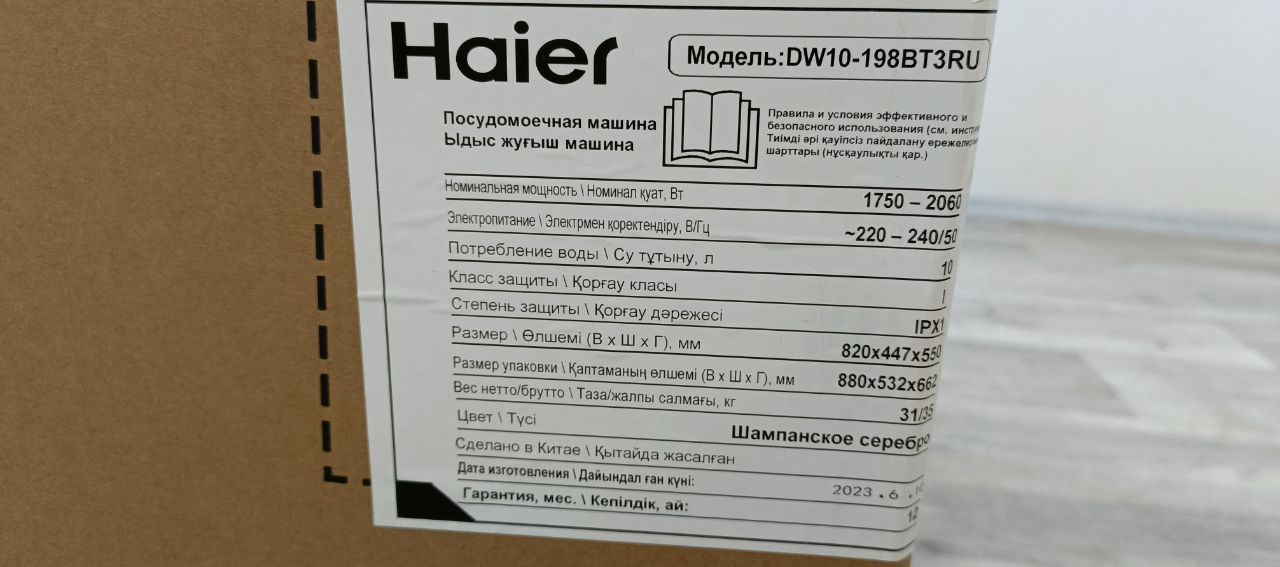 Haier
Модель:DW10-198BT3RU
Посудомоечная машина
Ыдыс жуғыш машина
Правила и условия эффективного и
безопасного использования (см.
Тиімді әрі қауіпсіз пайдалану
шарттары (нұсқаулықты қар.)
Номинальная мощность \ Номинал қуат, Вт 1750 – 2060
Электропитание \ Электрмен қоректендіру, В/Гц ~220 – 240/50
Потребление воды \ Су тұтыну, л 10
Класс защиты \ Қорғау класы I
Степень защиты \ Қорғау дәрежесі IPX1
Размер \ Өлшемі (В x Ш x Г), мм 820x447x550
Размер упаковки \ Қаптаманың өлшемі (В x Ш x Г), мм 880x532x662
Вес нетто/брутто \ Таза/жалпы салмағы, кг 31/35
Цвет \ Түсі Шампанское серебро
Сделано в Китае \ Қытайда жасалған
Дата изготовления \ Дайындал ған күні: 2023 . 6 .
Гарантия, мес. \ Кепілдік, ай: 12